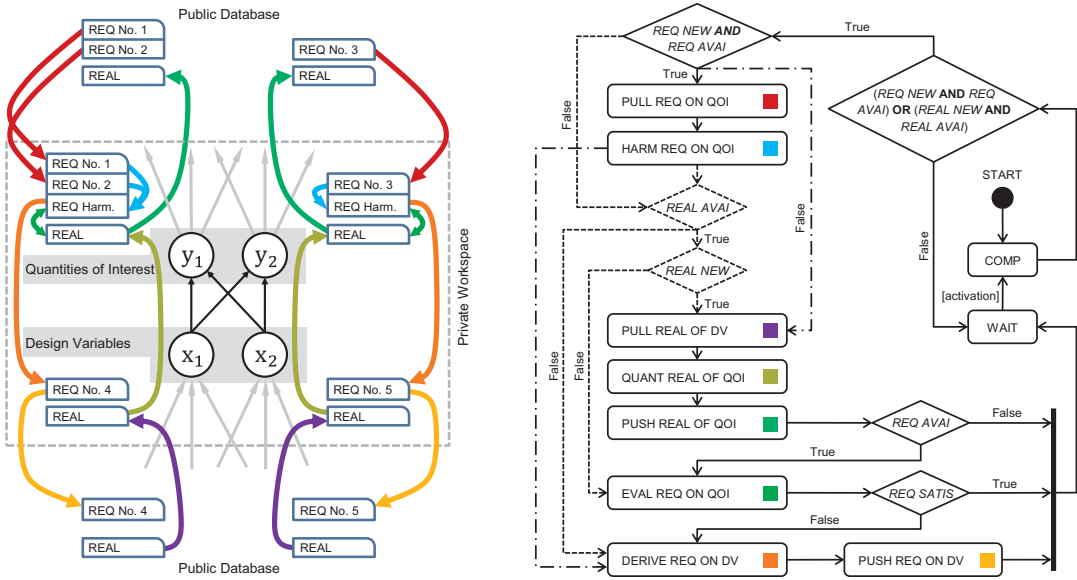 Public Database
REQ No. 1
REQ No. 2
REAL
REQ No. 3
REAL
REQ No. 1
REQ No. 2
REQ Harm.
REAL
REQ No. 3
REQ Harm.
REAL
y1
y2
Quantities of Interest
Private Workspace
Design Variables
x1
x2
REQ No. 4
REAL
REQ No. 5
REAL
REQ No. 4
REAL
REQ No. 5
REAL
Public Database
REQ NEW AND
REQ AVAI
True
True
False
PULL REQ ON QOI
HARM REQ ON QOI
REAL AVAI
False
True
REAL NEW
False
False
True
PULL REAL OF DV
QUANT REAL OF QOI
PUSH REAL OF QOI
REQ AVAI
False
True
EVAL REQ ON QOI
REQ SATIS
True
False
DERIVE REQ ON DV
PUSH REQ ON DV
(REQ NEW AND REQ
AVAI) OR (REAL NEW AND
REAL AVAI)
False
START
COMP
[activation]
WAIT